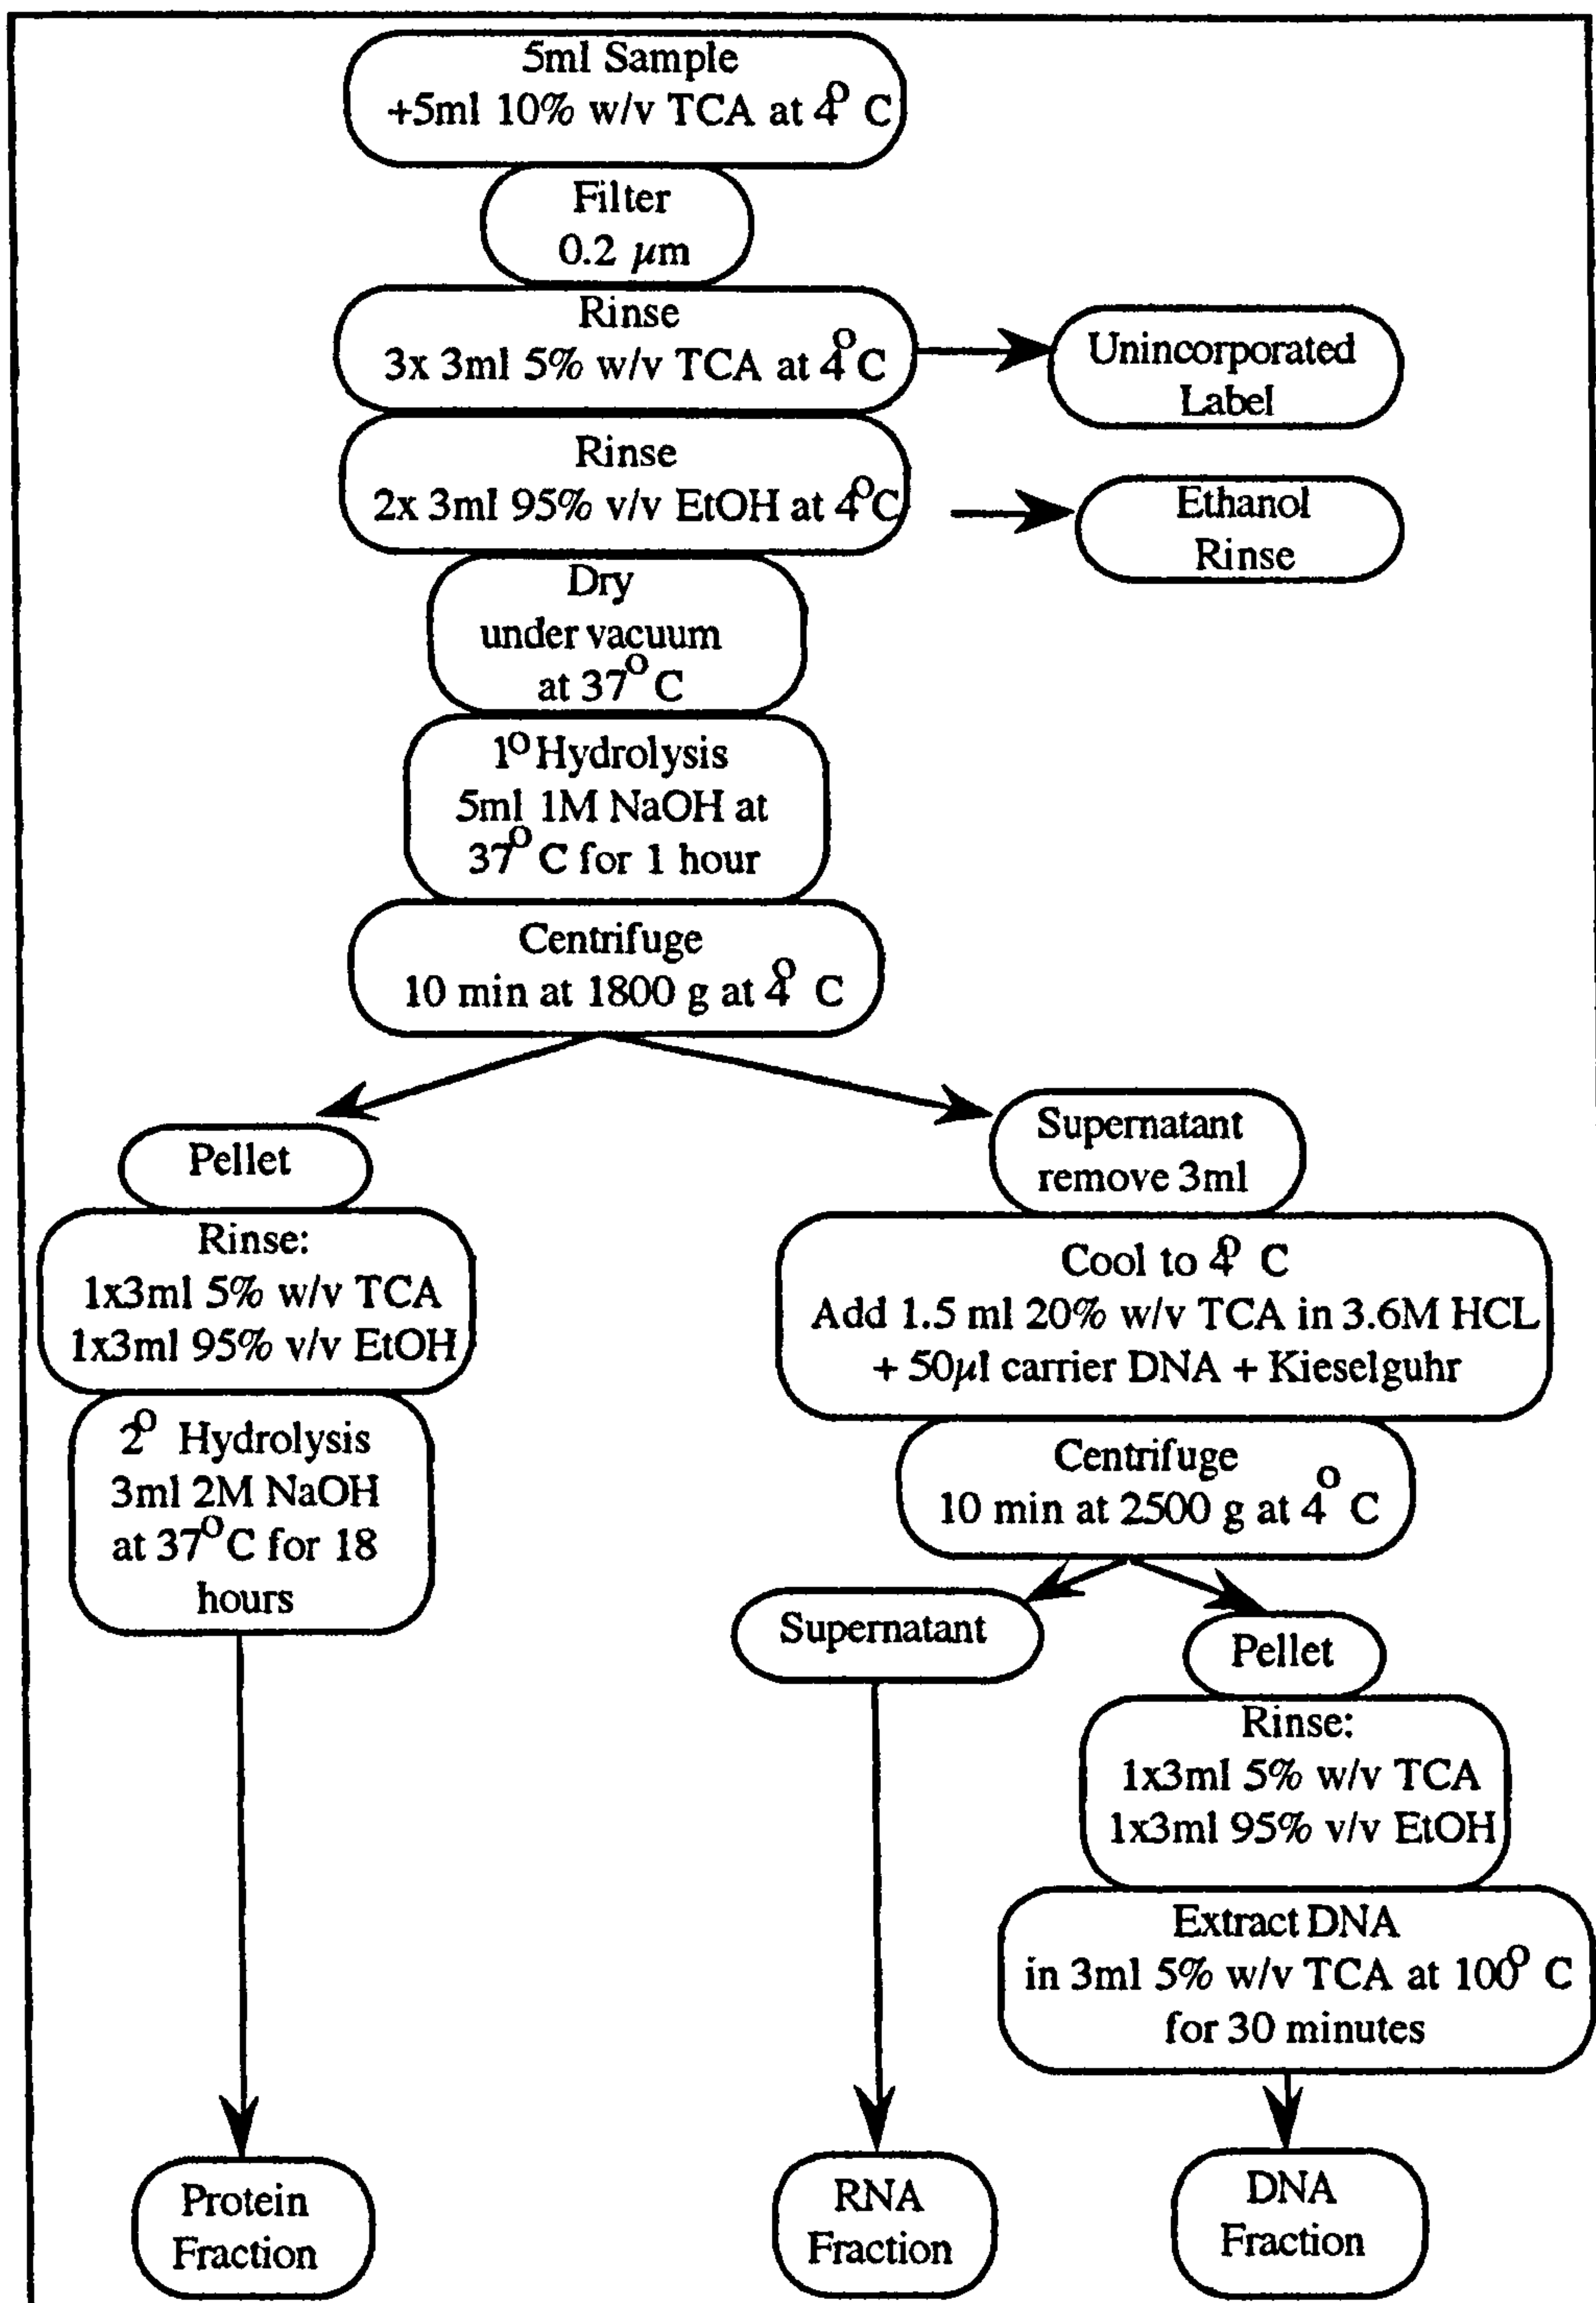 5ml Sample
+5ml 10% w/v TCA at 4° C
Filter
0.2 μm
Rinse
3x 3ml 5% w/v TCA at 4°C
Unincorporated
Label
Rinse
2x 3ml 95% v/v EtOH at 4°C
Ethanol
Rinse
Dry
under vacuum
at 37° C
1° Hydrolysis
5ml 1M NaOH at
37° C for 1 hour
Centrifuge
10 min at 1800 g at 4° C
Pellet
Rinse:
1x3ml 5% w/v TCA
1x3ml 95% v/v EtOH
2° Hydrolysis
3ml 2M NaOH
at 37°C for 18
hours
Supernatant
remove 3ml
Cool to 4° C
Add 1.5 ml 20% w/v TCA in 3.6M HCL
+ 50μl carrier DNA + Kieselguhr
Centrifuge
10 min at 2500 g at 4° C
Supernatant
Pellet
Rinse:
1x3ml 5% w/v TCA
1x3ml 95% v/v EtOH
Extract DNA
in 3ml 5% w/v TCA at 100° C
for 30 minutes
Protein
Fraction
RNA
Fraction
DNA
Fraction